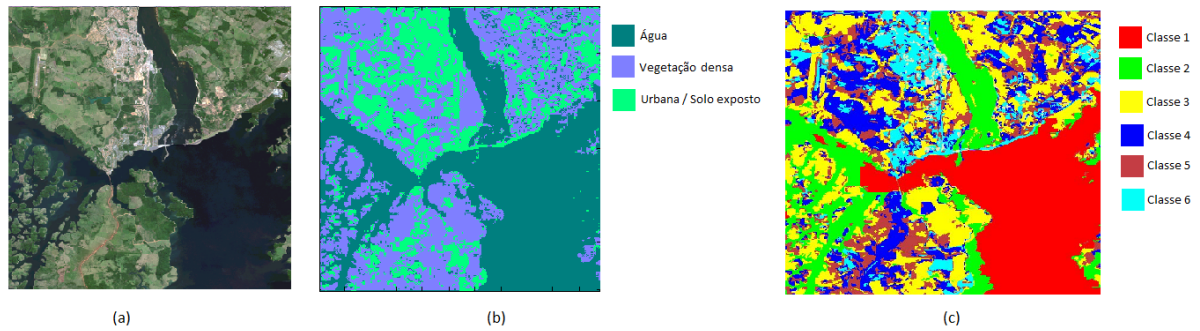 Água
Vegetação densa
Urbana / Solo exposto
Classe 1
Classe 2
Classe 3
Classe 4
Classe 5
Classe 6
(a)
(b)
(c)